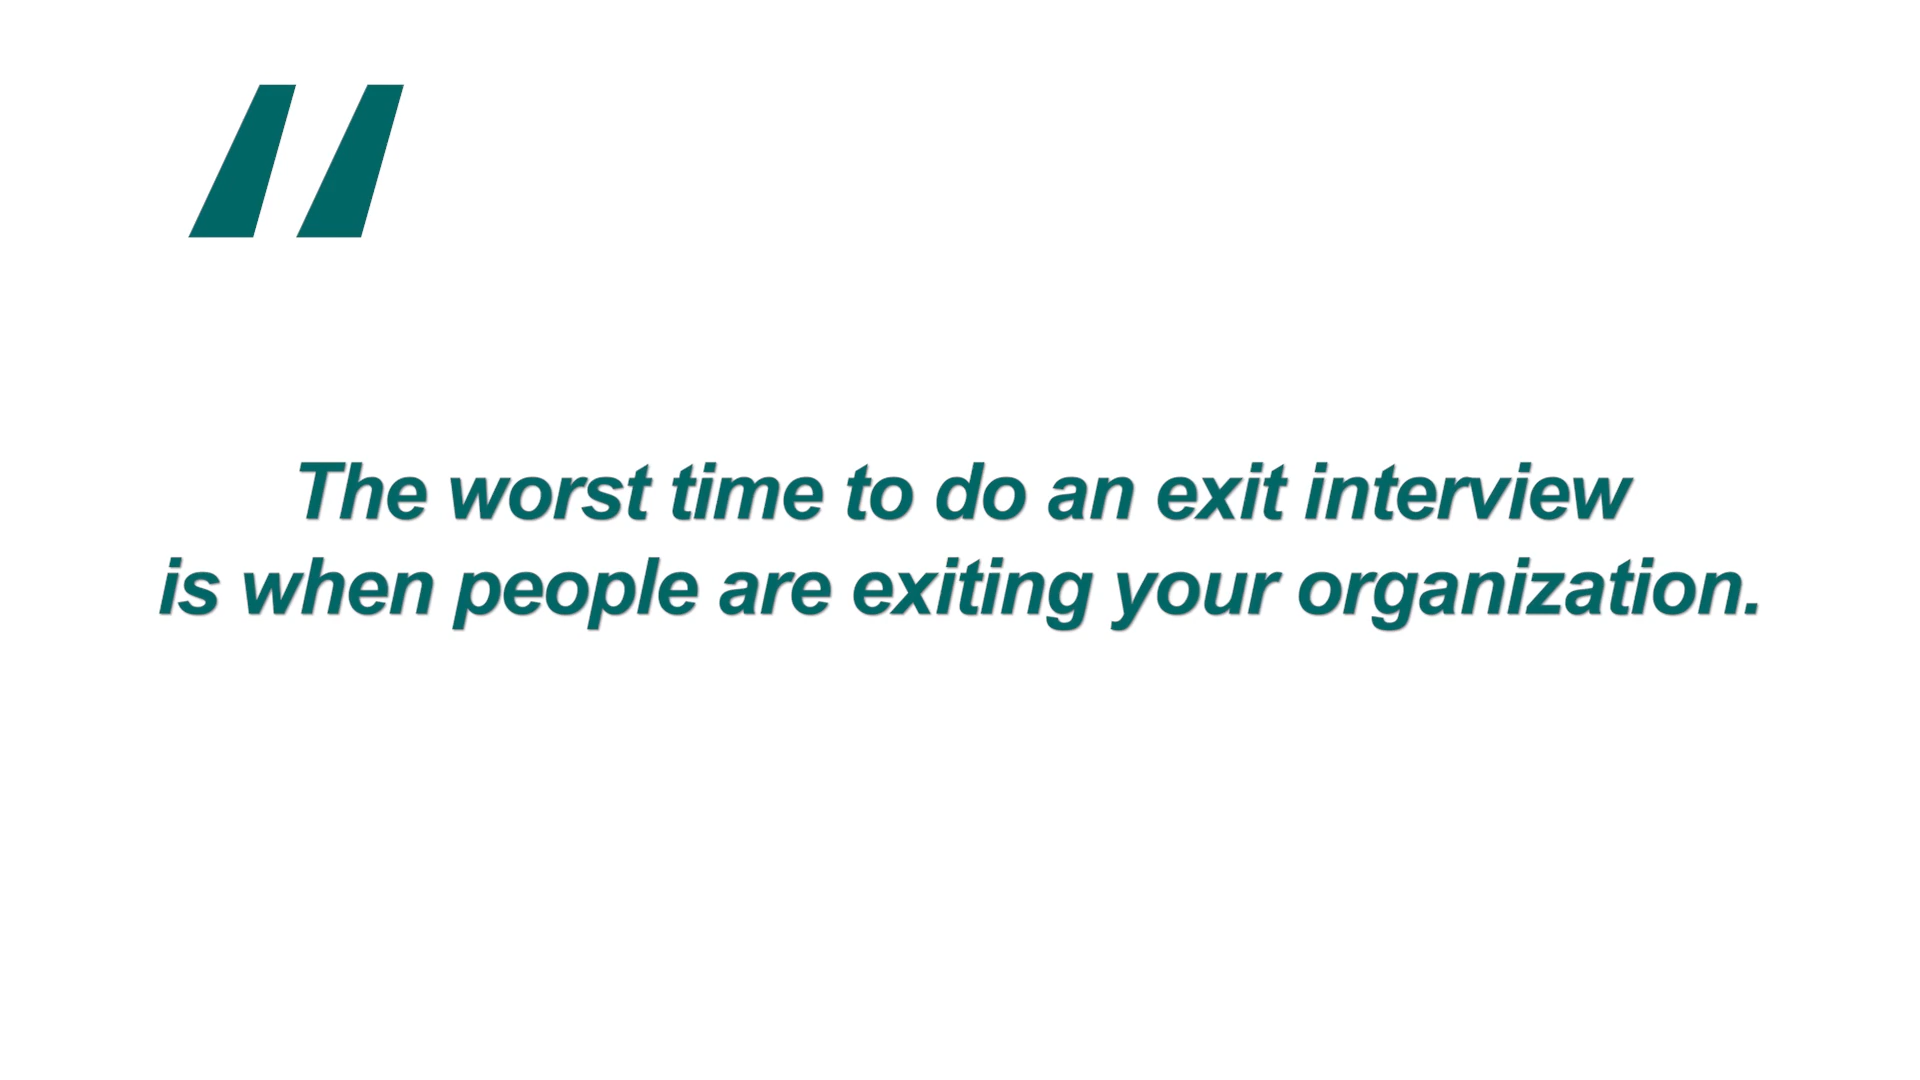 “
The worst time to do an exit interview
is when people are exiting your organization.